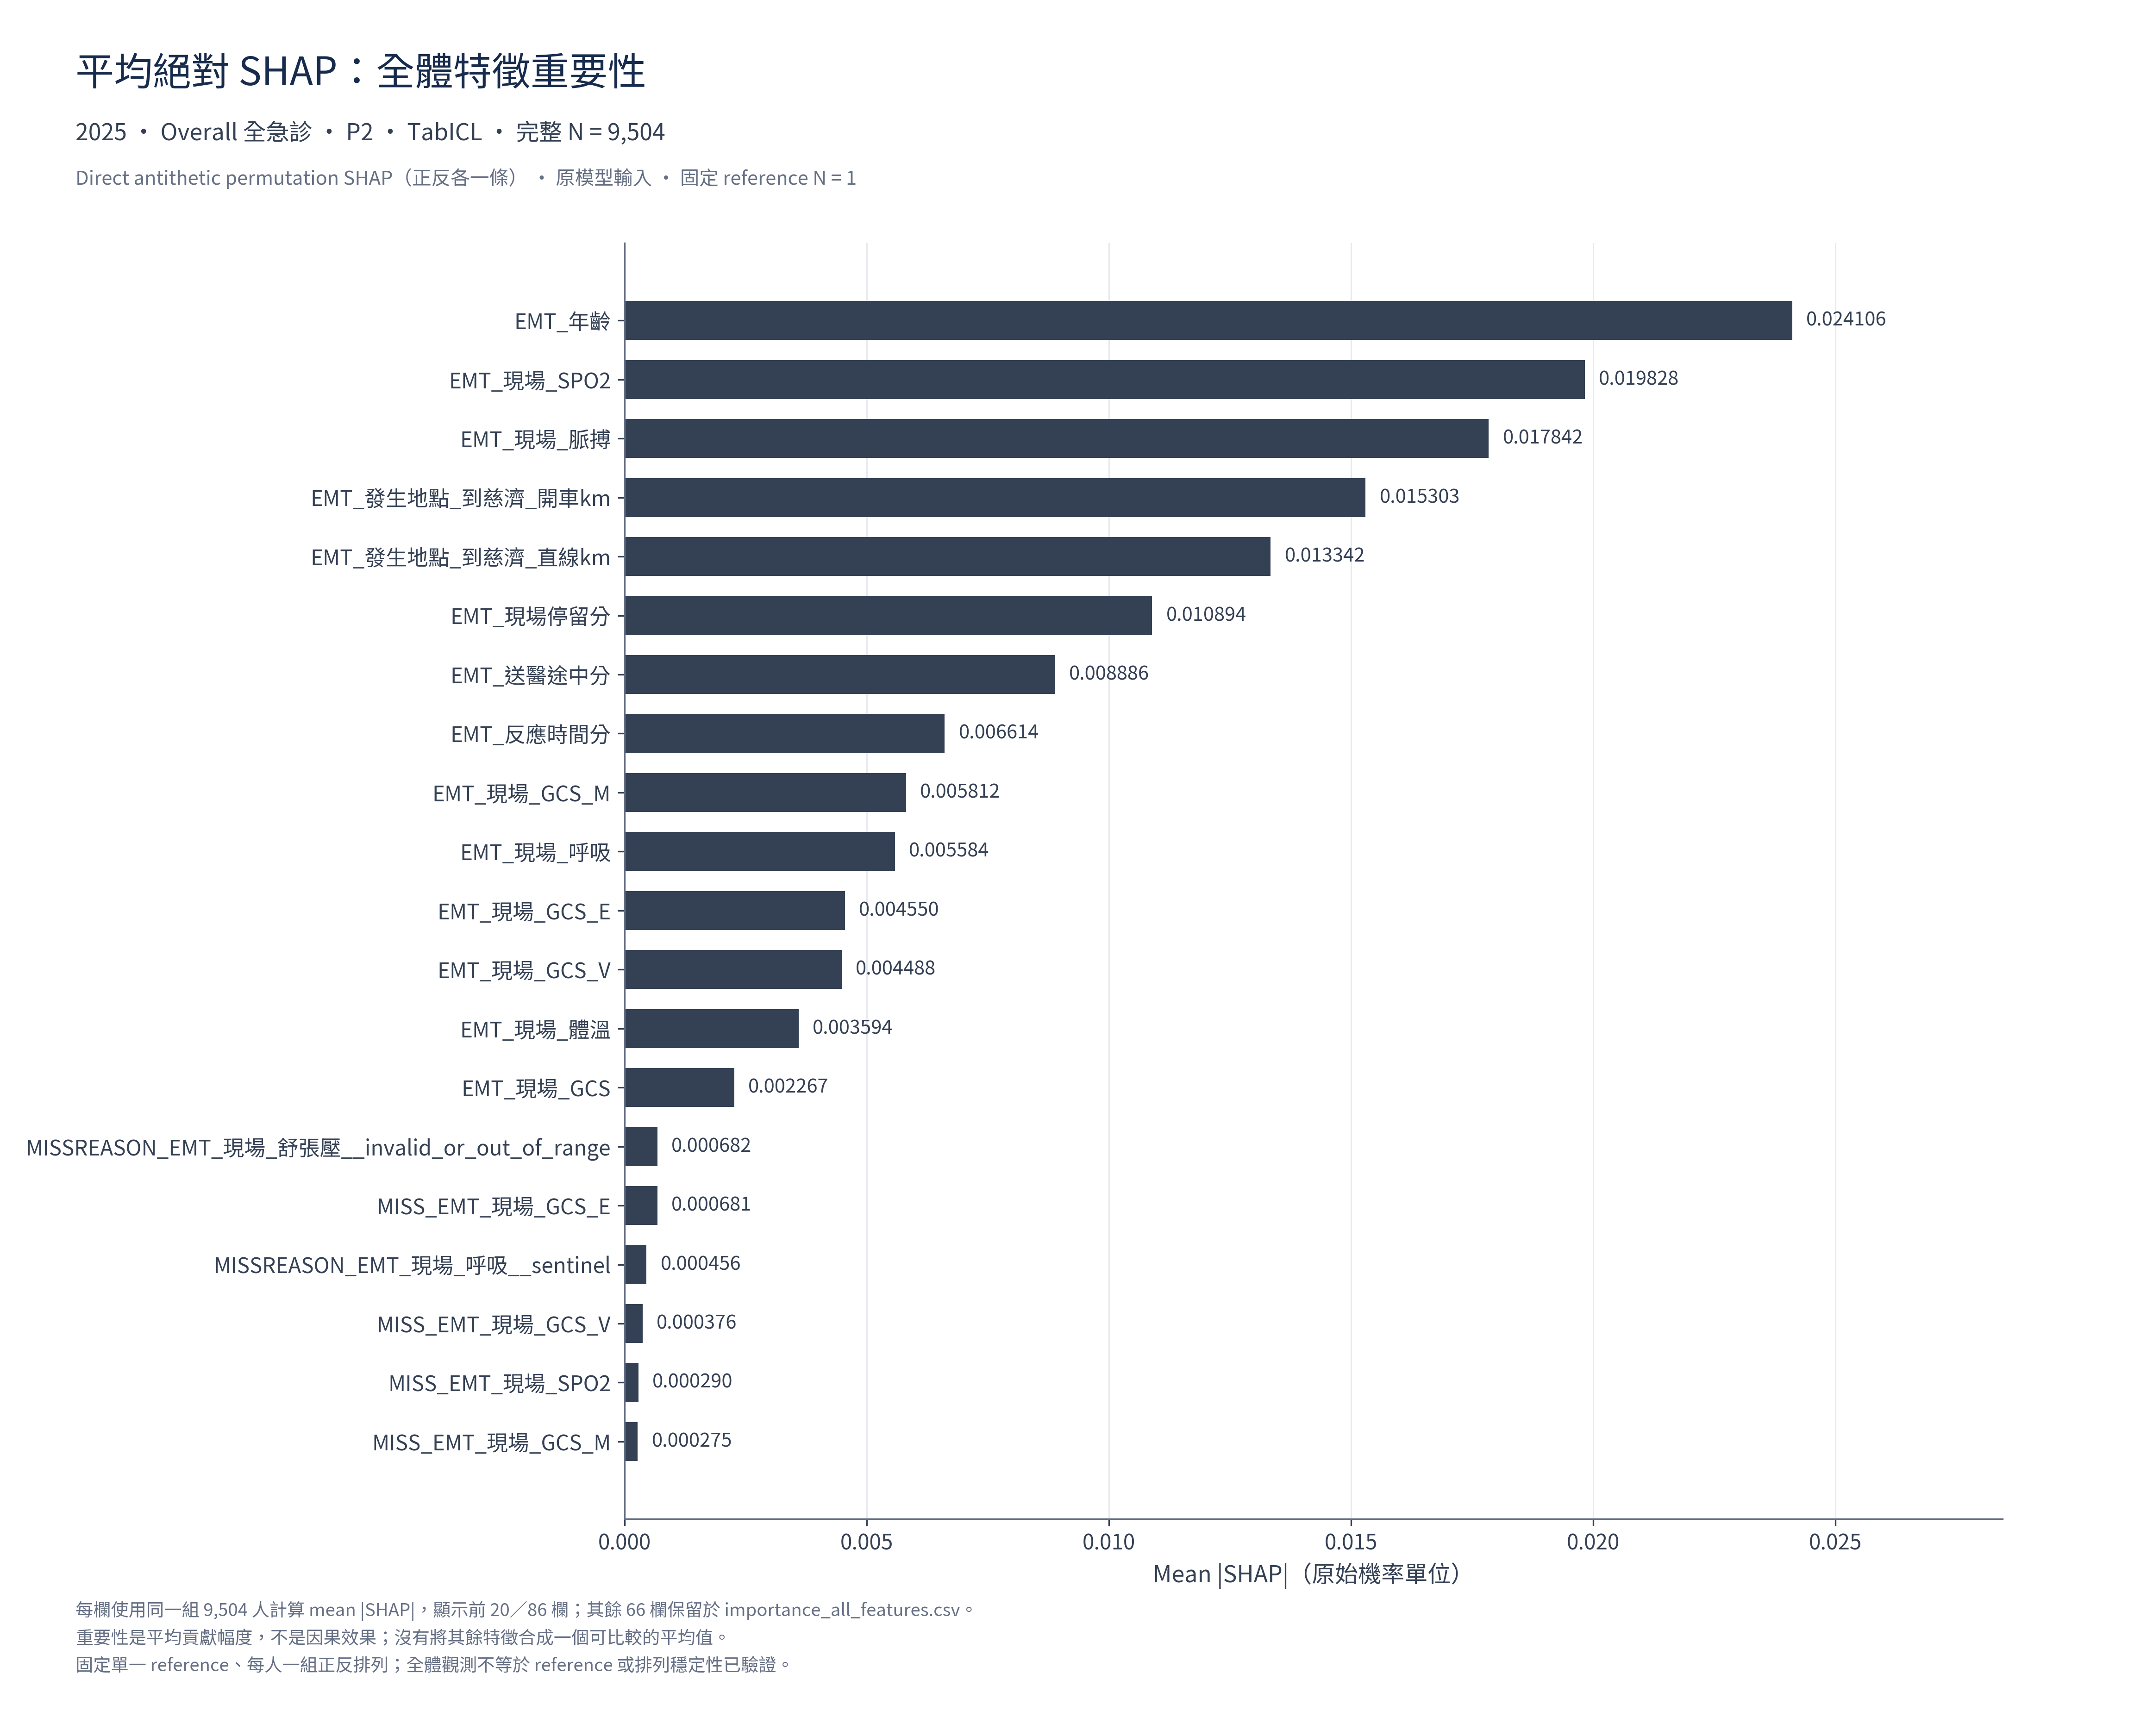 平均絕對 SHAP：全體特徵重要性
2025 • Overall 全急診 • P2 • TabICL • 完整 N = 9,504
Direct antithetic permutation SHAP（正反各一條） • 原模型輸入 • 固定 reference N = 1
EMT_年齡 0.024106
EMT_現場_SPO2 0.019828
EMT_現場_脈搏 0.017842
EMT_發生地點_到慈濟_開車km 0.015303
EMT_發生地點_到慈濟_直線km 0.013342
EMT_現場停留分 0.010894
EMT_送醫途中分 0.008886
EMT_反應時間分 0.006614
EMT_現場_GCS_M 0.005812
EMT_現場_呼吸 0.005584
EMT_現場_GCS_E 0.004550
EMT_現場_GCS_V 0.004488
EMT_現場_體溫 0.003594
EMT_現場_GCS 0.002267
MISSREASON_EMT_現場_舒張壓__invalid_or_out_of_range 0.000682
MISS_EMT_現場_GCS_E 0.000681
MISSREASON_EMT_現場_呼吸__sentinel 0.000456
MISS_EMT_現場_GCS_V 0.000376
MISS_EMT_現場_SPO2 0.000290
MISS_EMT_現場_GCS_M 0.000275
0.000 0.005 0.010 0.015 0.020 0.025
Mean |SHAP|（原始機率單位）
每欄使用同一組 9,504 人計算 mean |SHAP|，顯示前 20／86 欄；其餘 66 欄保留於 importance_all_features.csv。
重要性是平均貢獻幅度，不是因果效果；沒有將其餘特徵合成一個可比較的平均值。
固定單一 reference、每人一組正反排列；全體觀測不等於 reference 或排列穩定性已驗證。